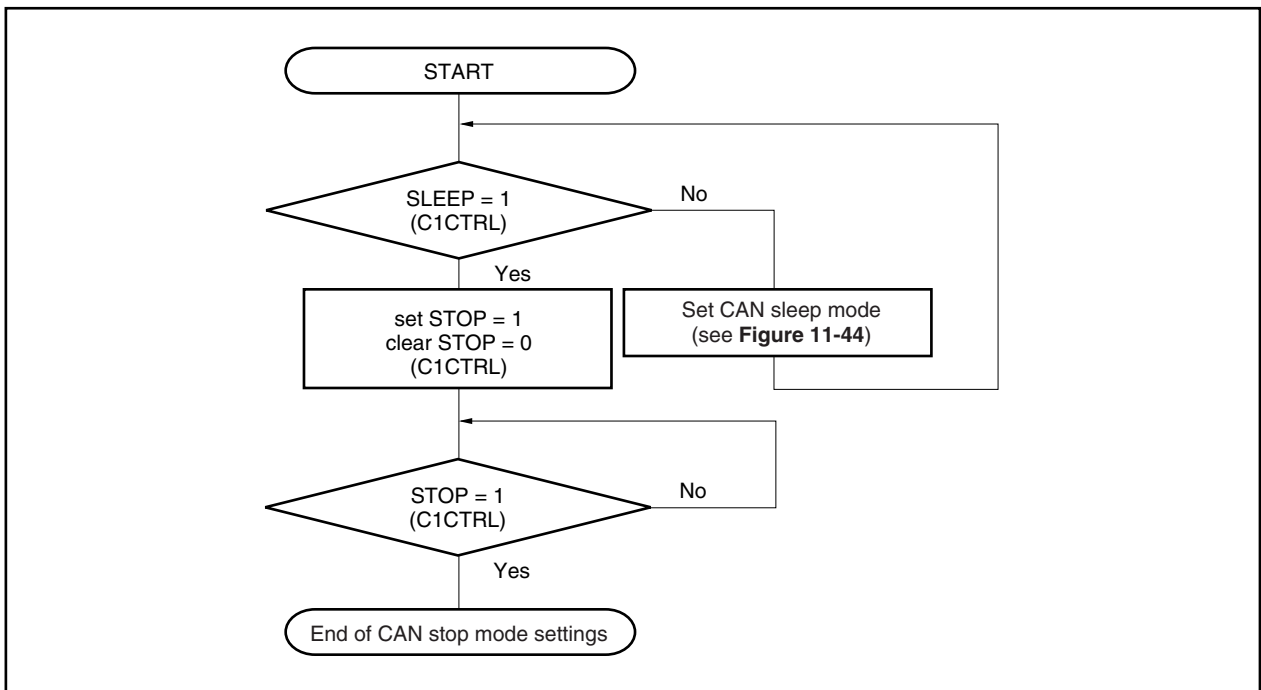 START
SLEEP = 1
(C1CTRL)
No
Yes
set STOP = 1
clear STOP = 0
(C1CTRL)
Set CAN sleep mode
(see Figure 11-44)
STOP = 1
(C1CTRL)
No
Yes
End of CAN stop mode settings